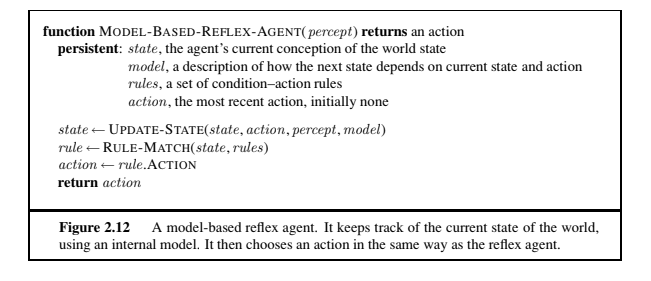 function MODEL-BASED-REFLEX-AGENT(percept) returns an action
persistent: state, the agent's current conception of the world state
model, a description of how the next state depends on current state and action
rules, a set of condition–action rules
action, the most recent action, initially none
state ← UPDATE-STATE(state, action, percept, model)
rule ← RULE-MATCH(state, rules)
action ← rule.ACTION
return action
Figure 2.12 A model-based reflex agent. It keeps track of the current state of the world,
using an internal model. It then chooses an action in the same way as the reflex agent.